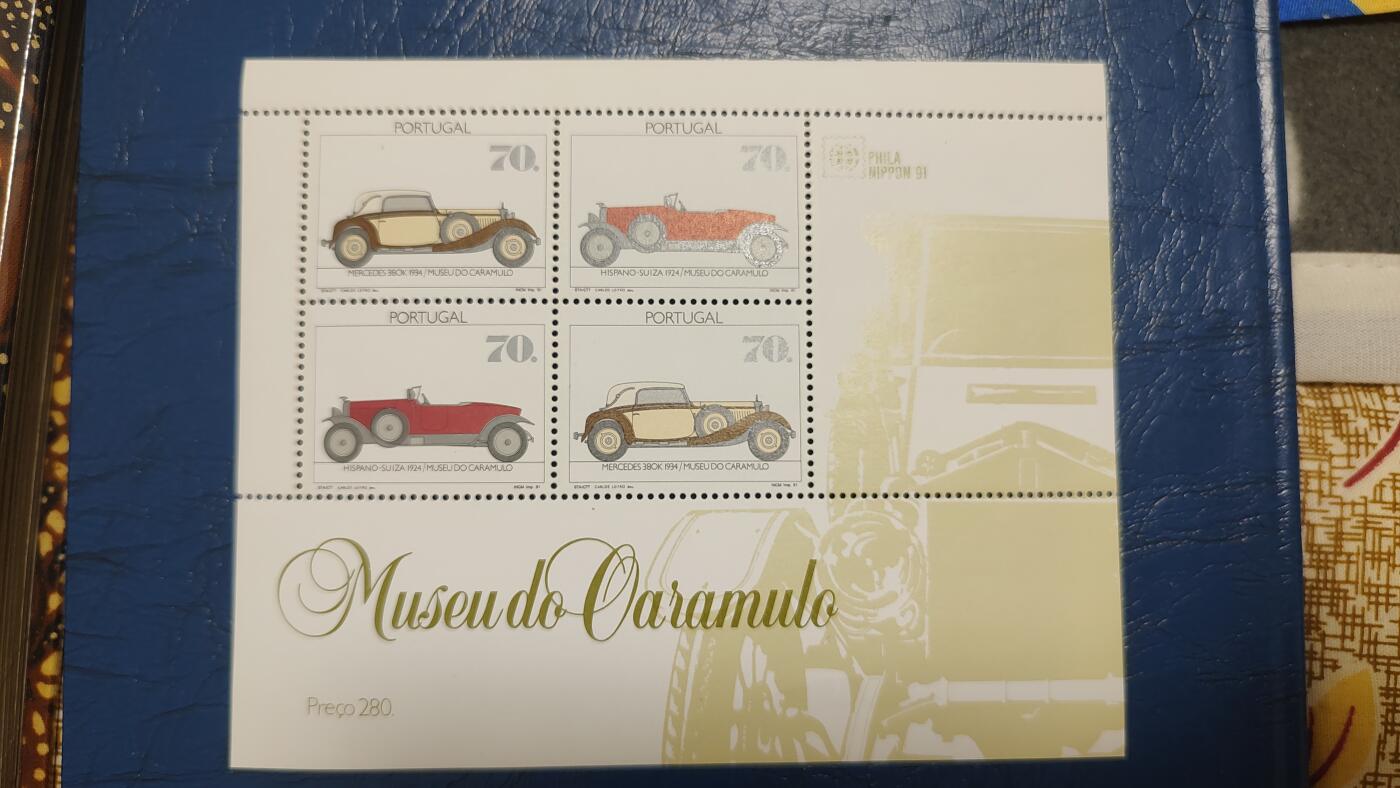 PORTUGAL
70.
MERCEDES 380K 1934 / MUSEU DO CARAMULO
PORTUGAL
70.
HISPANO-SUIZA 1924 / MUSEU DO CARAMULO
PHILA
NIPPON 91
PORTUGAL
70.
HISPANO-SUIZA 1924 / MUSEU DO CARAMULO
PORTUGAL
70.
MERCEDES 380K 1934 / MUSEU DO CARAMULO
Museu do Caramulo
Preço 280.